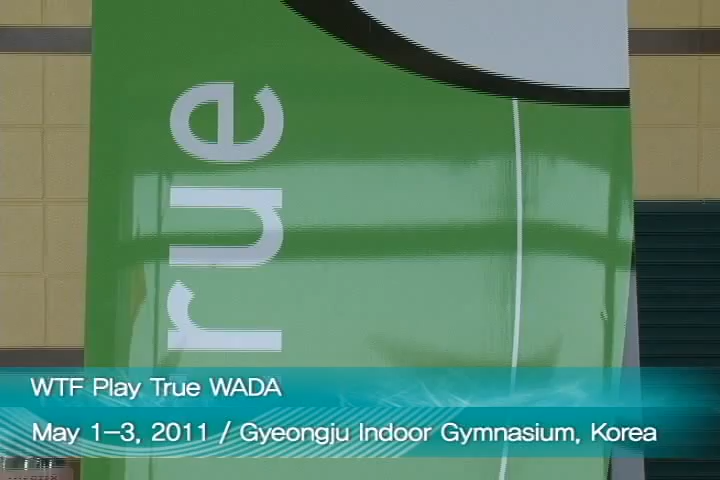 rue
WTF Play True WADA
May 1-3, 2011 / Gyeongju Indoor Gymnasium, Korea